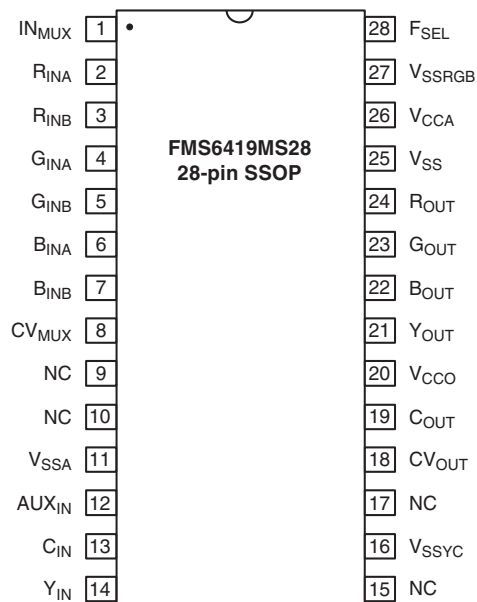 IN_MUX 1 28 F_SEL
R_INA 2 27 V_SSRGB
R_INB 3 26 V_CCA
G_INA 4 25 V_SS
FMS6419MS28
28-pin SSOP
G_INB 5 24 R_OUT
B_INA 6 23 G_OUT
B_INB 7 22 B_OUT
CV_MUX 8 21 Y_OUT
NC 9 20 V_CCO
NC 10 19 C_OUT
V_SSA 11 18 CV_OUT
AUX_IN 12 17 NC
C_IN 13 16 V_SSYC
Y_IN 14 15 NC